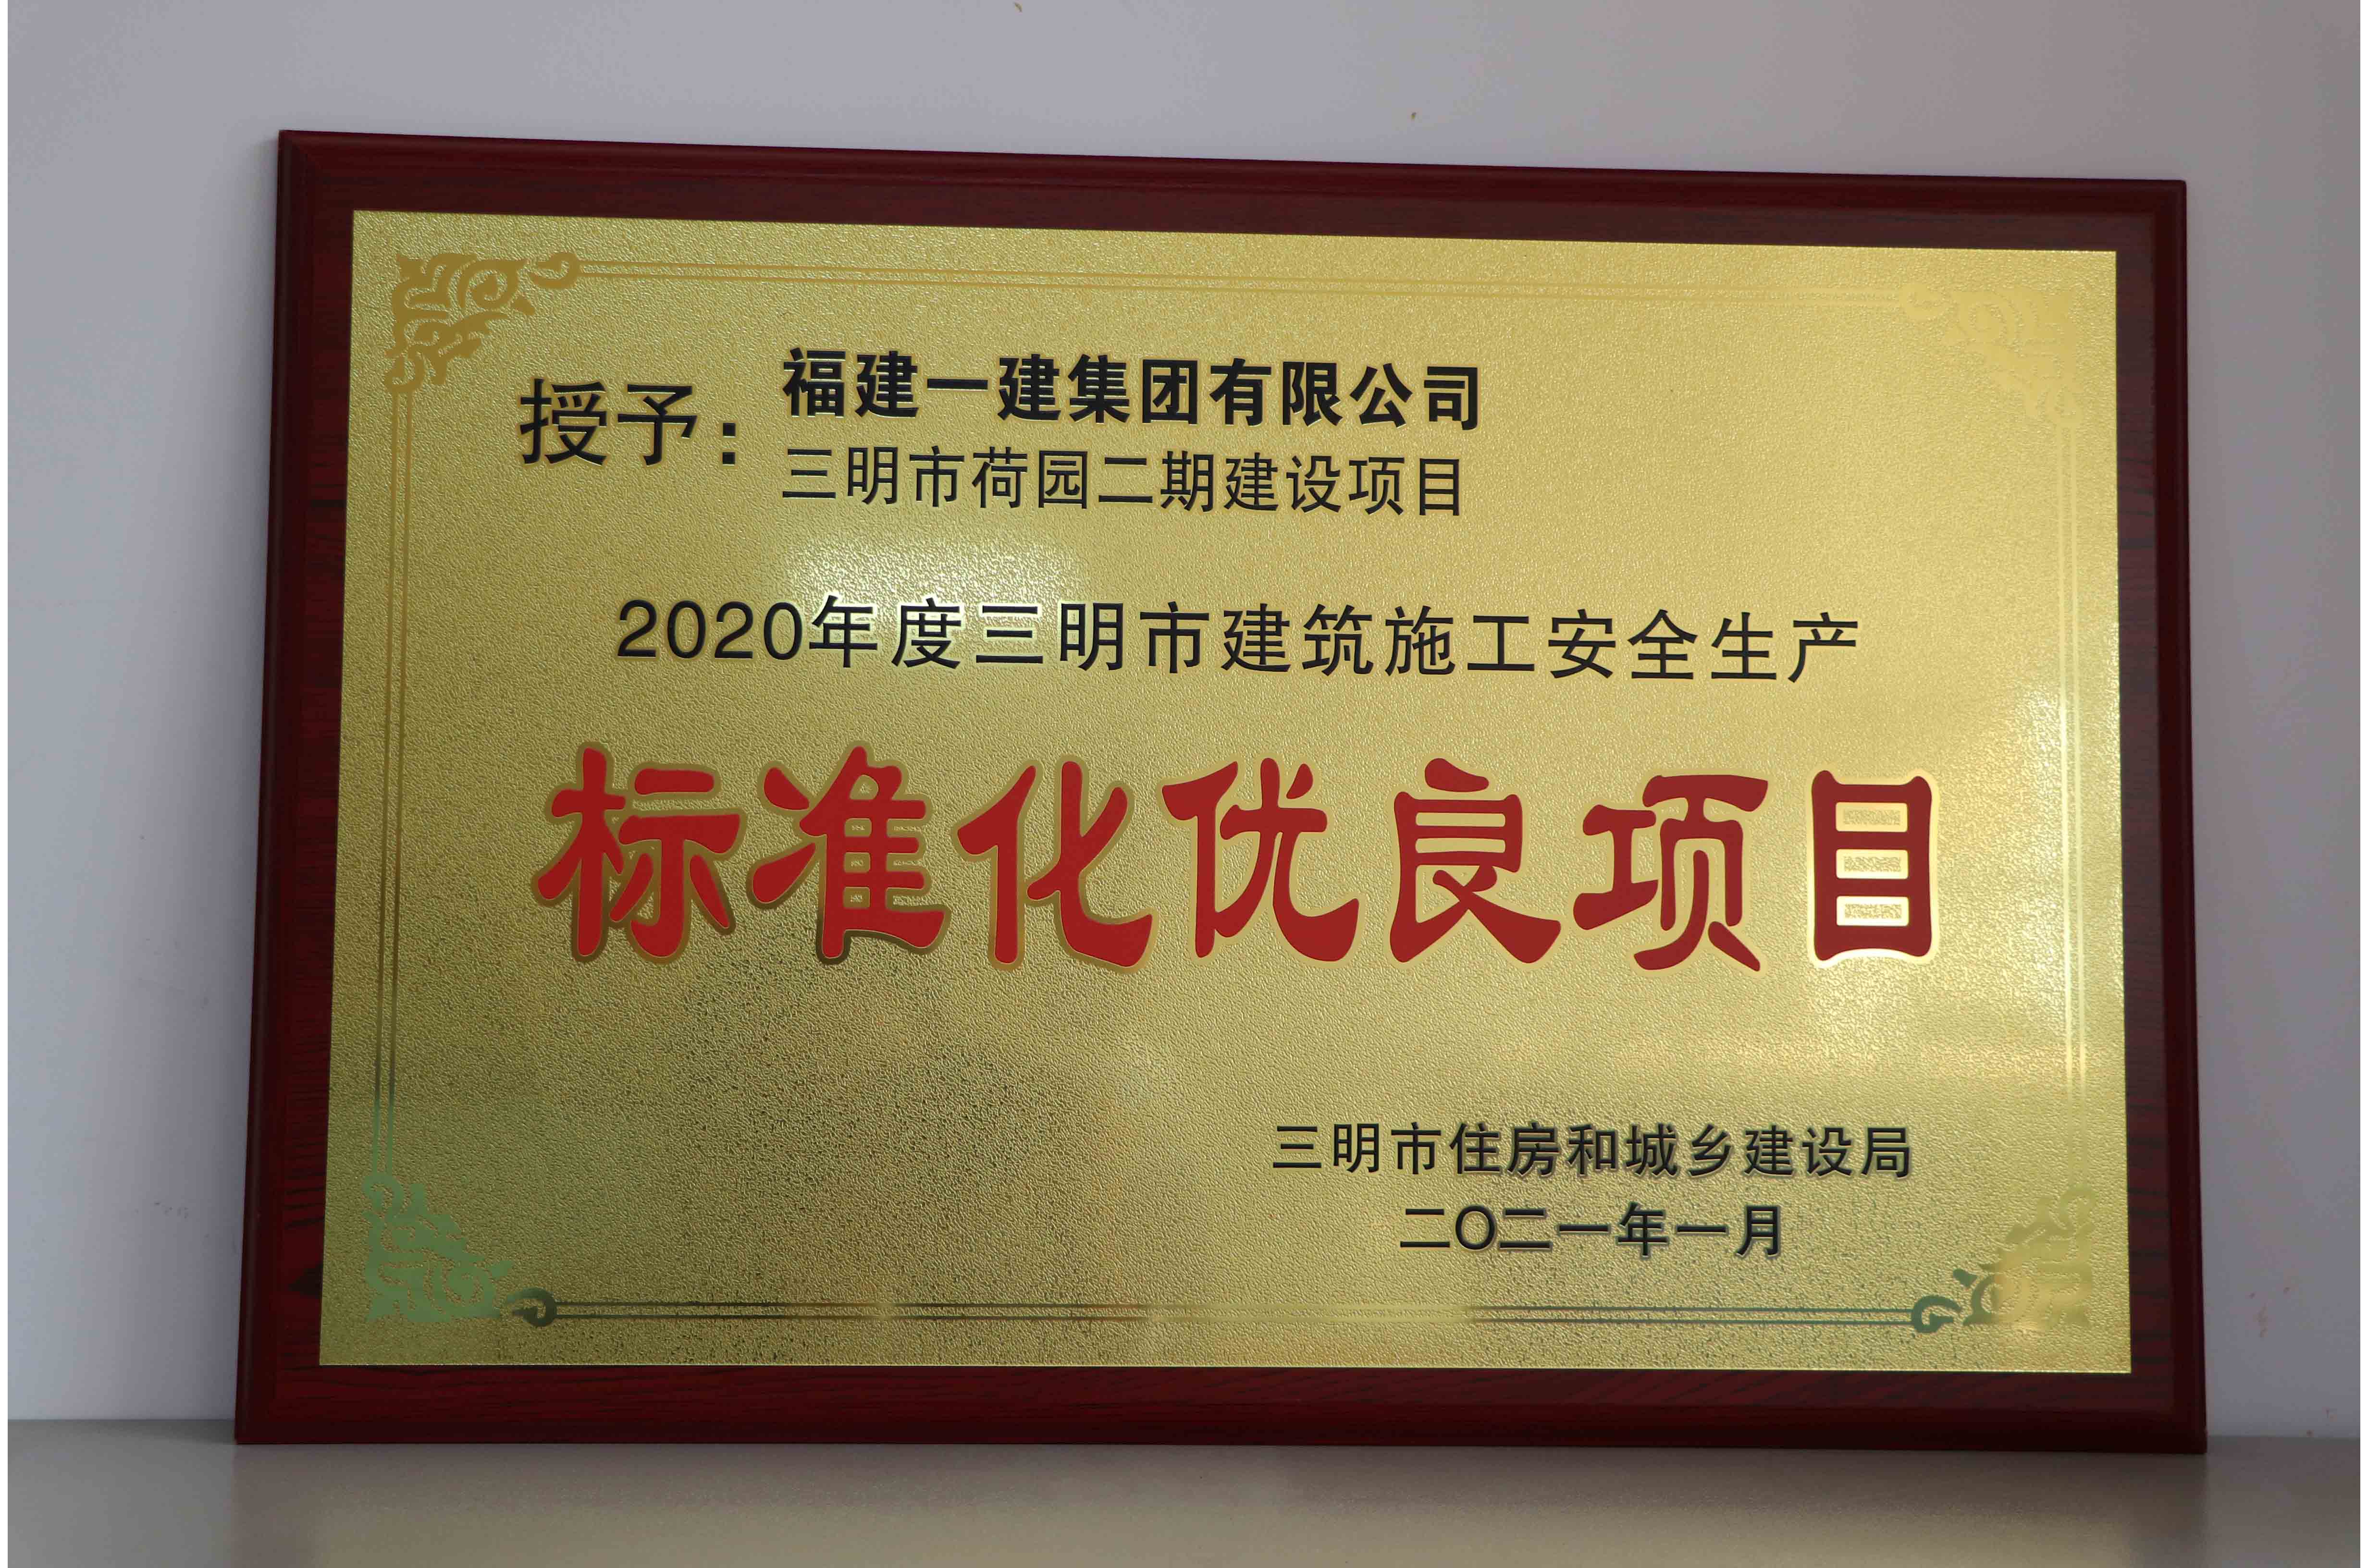 授予：福建一建集团有限公司
三明市荷园二期建设项目
2020年度三明市建筑施工安全生产
标准化优良项目
三明市住房和城乡建设局
二〇二一年一月